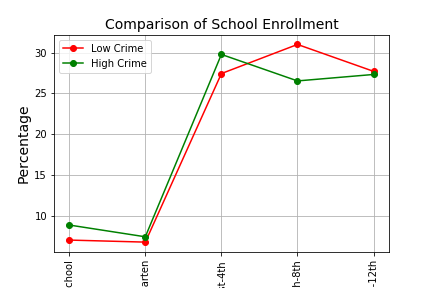 Comparison of School Enrollment
Low Crime
High Crime
Percentage
30
25
20
15
10
chool
arten
st-4th
h-8th
-12th